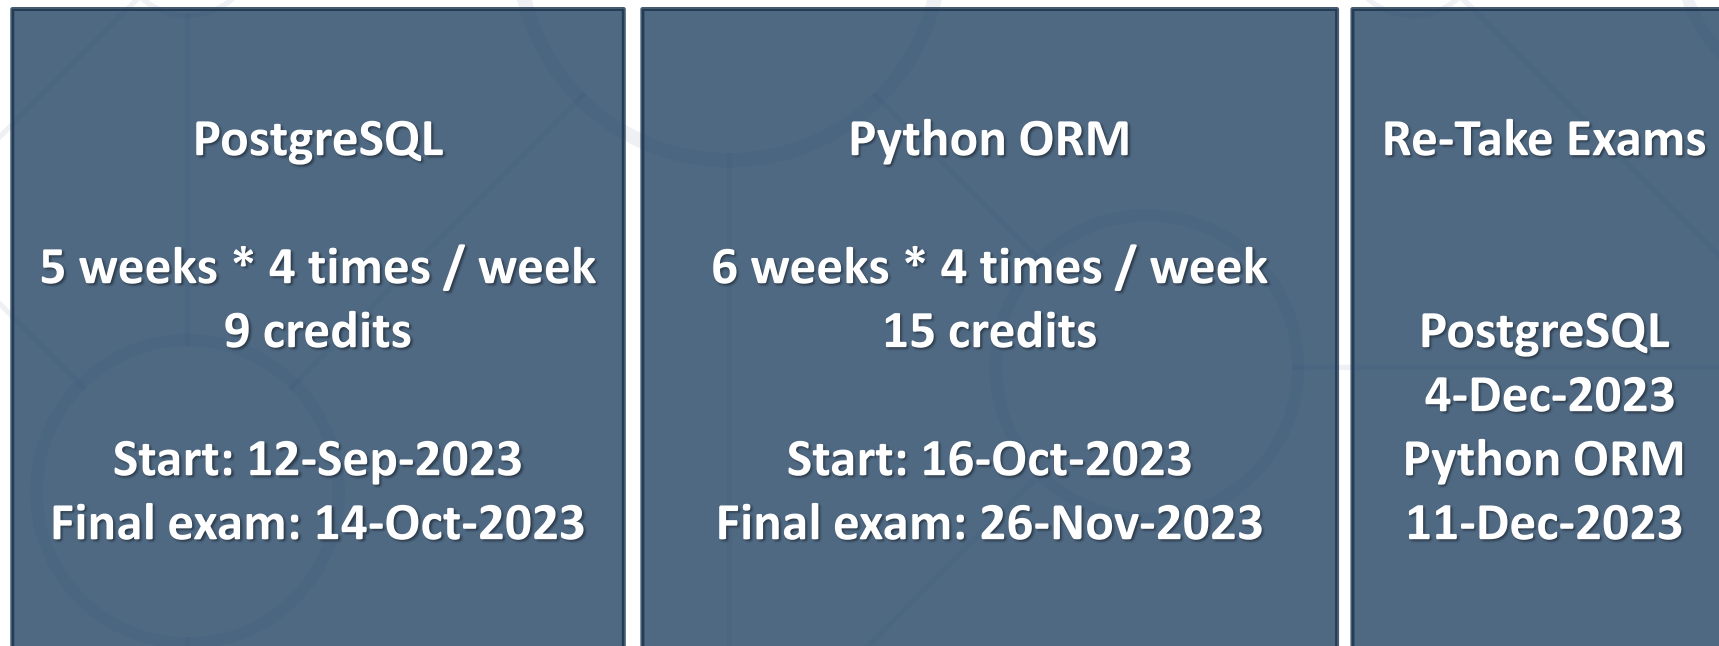 PostgreSQL
5 weeks * 4 times / week
9 credits
Start: 12-Sep-2023
Final exam: 14-Oct-2023
Python ORM
6 weeks * 4 times / week
15 credits
Start: 16-Oct-2023
Final exam: 26-Nov-2023
Re-Take Exams
PostgreSQL
4-Dec-2023
Python ORM
11-Dec-2023